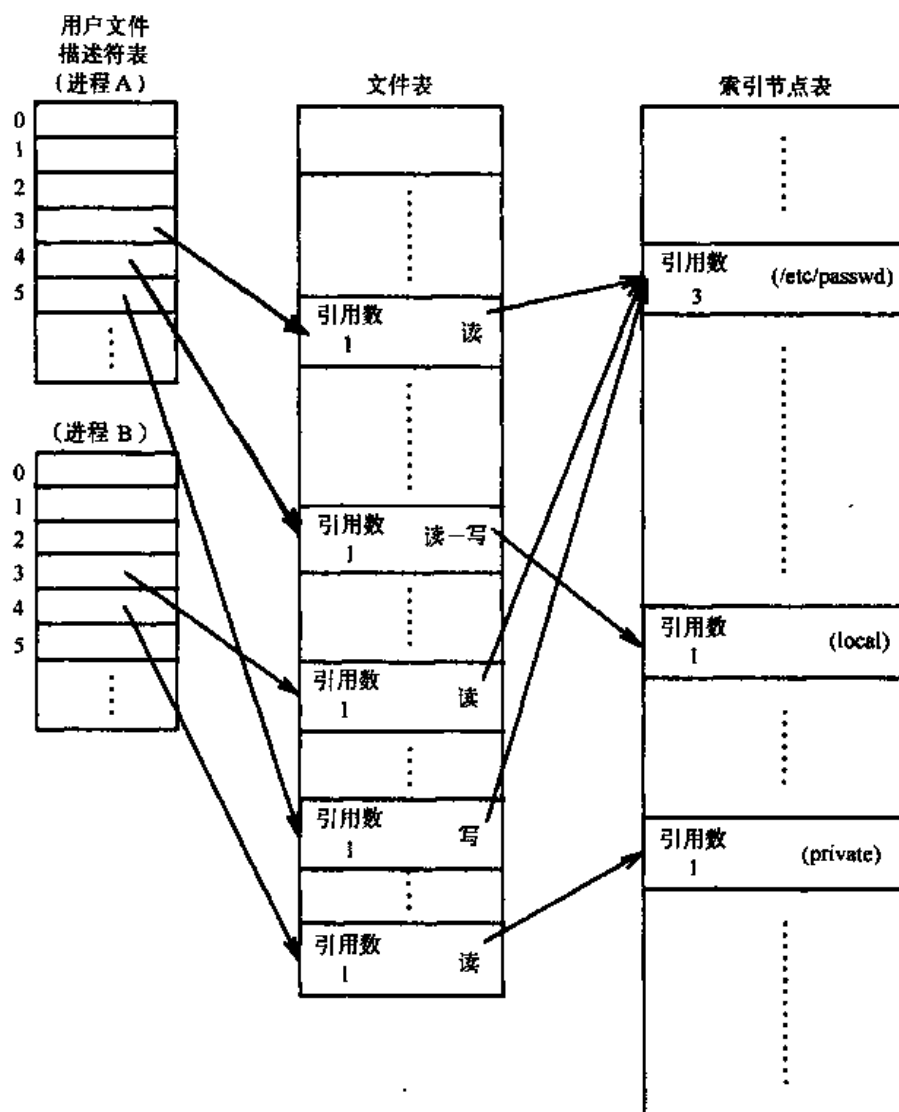 用户文件
描述符表
(进程 A)
0
1
2
3
4
5
(进程 B)
0
1
2
3
4
5
文件表
引用数
1
读
引用数
1
读－写
引用数
1
读
引用数
1
写
引用数
1
读
索引节点表
引用数
3
(/etc/passwd)
引用数
1
(local)
引用数
1
(private)